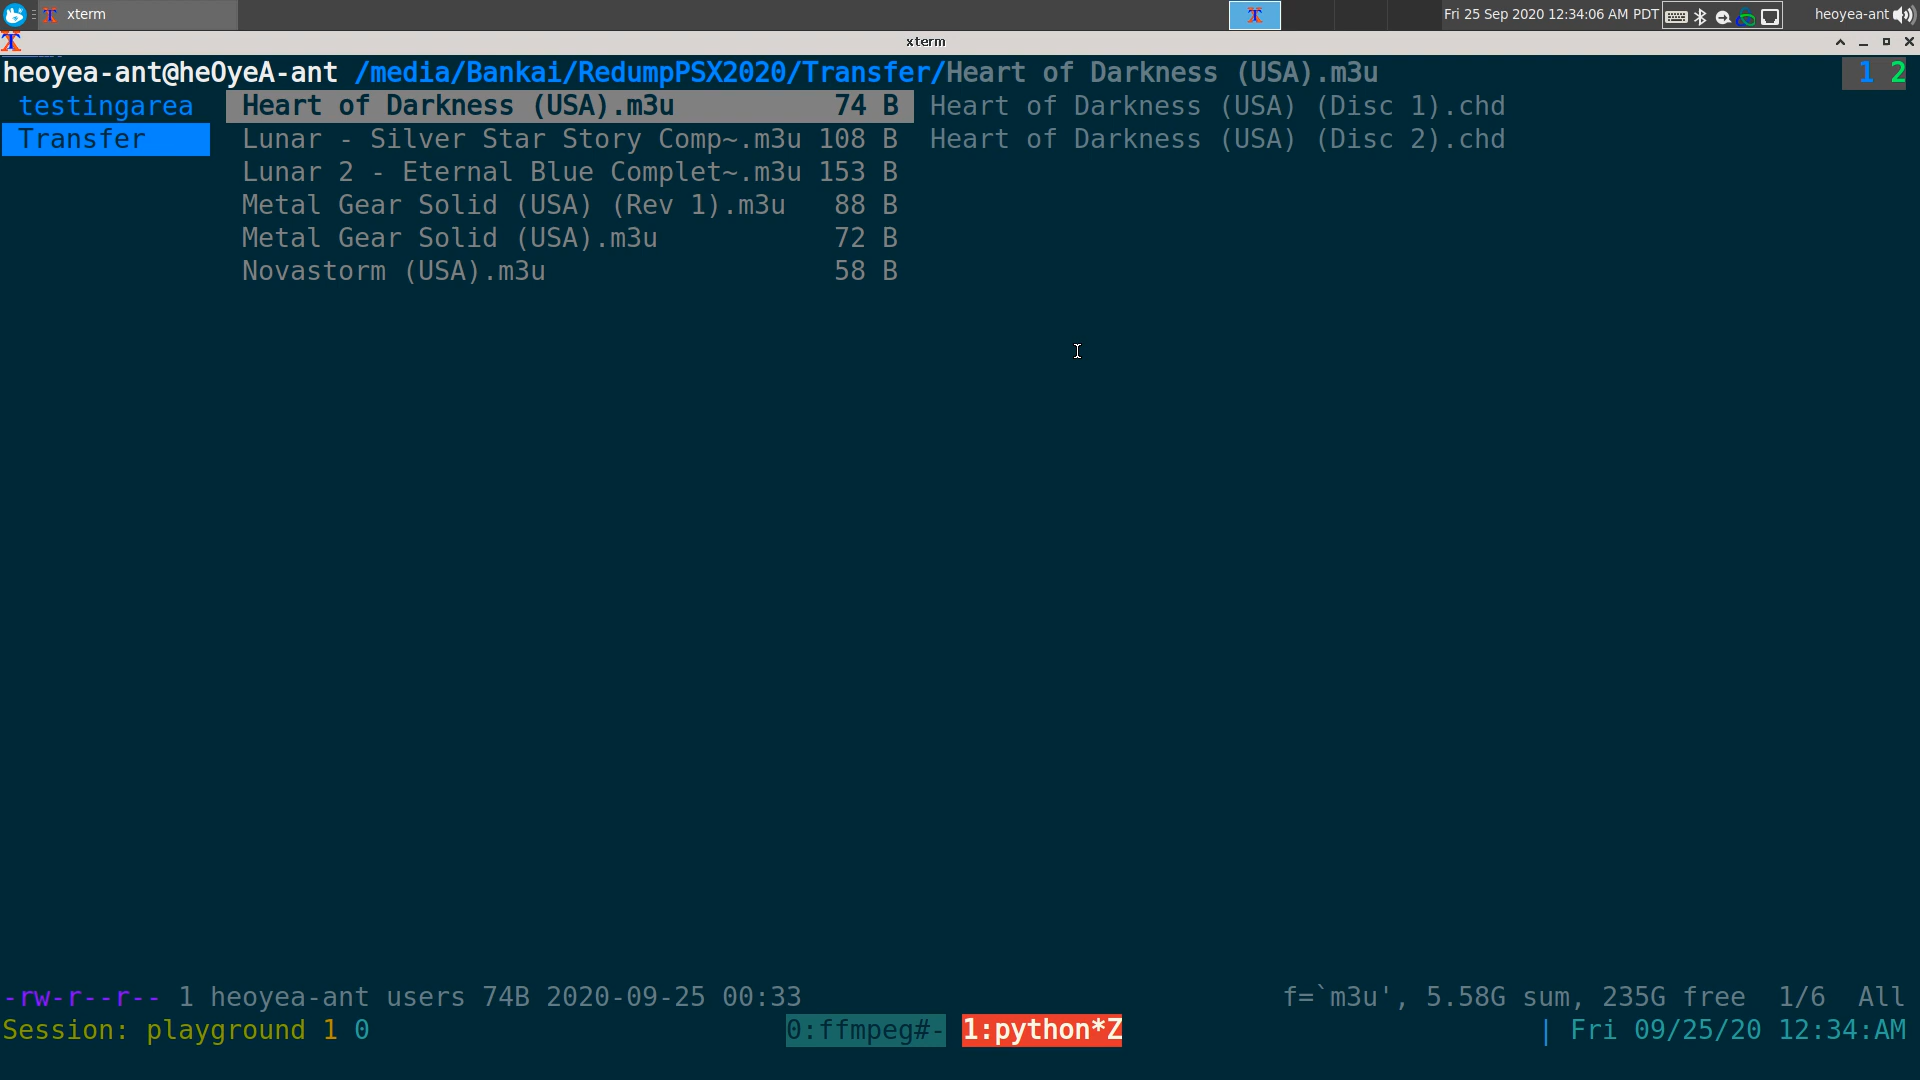 xterm
Fri 25 Sep 2020 12:34:06 AM PDT
heoyea-ant
xterm
heoyea-ant@heOyeA-ant /media/Bankai/RedumpPSX2020/Transfer/Heart of Darkness (USA).m3u 1 2
testingarea Heart of Darkness (USA).m3u 74 B Heart of Darkness (USA) (Disc 1).chd
Transfer Lunar - Silver Star Story Comp~.m3u 108 B Heart of Darkness (USA) (Disc 2).chd
Lunar 2 - Eternal Blue Complet~.m3u 153 B
Metal Gear Solid (USA) (Rev 1).m3u 88 B
Metal Gear Solid (USA).m3u 72 B
Novastorm (USA).m3u 58 B
-rw-r--r-- 1 heoyea-ant users 74B 2020-09-25 00:33 f=`m3u', 5.58G sum, 235G free 1/6 All
Session: playground 1 0 0:ffmpeg#- 1:python*Z | Fri 09/25/20 12:34:AM